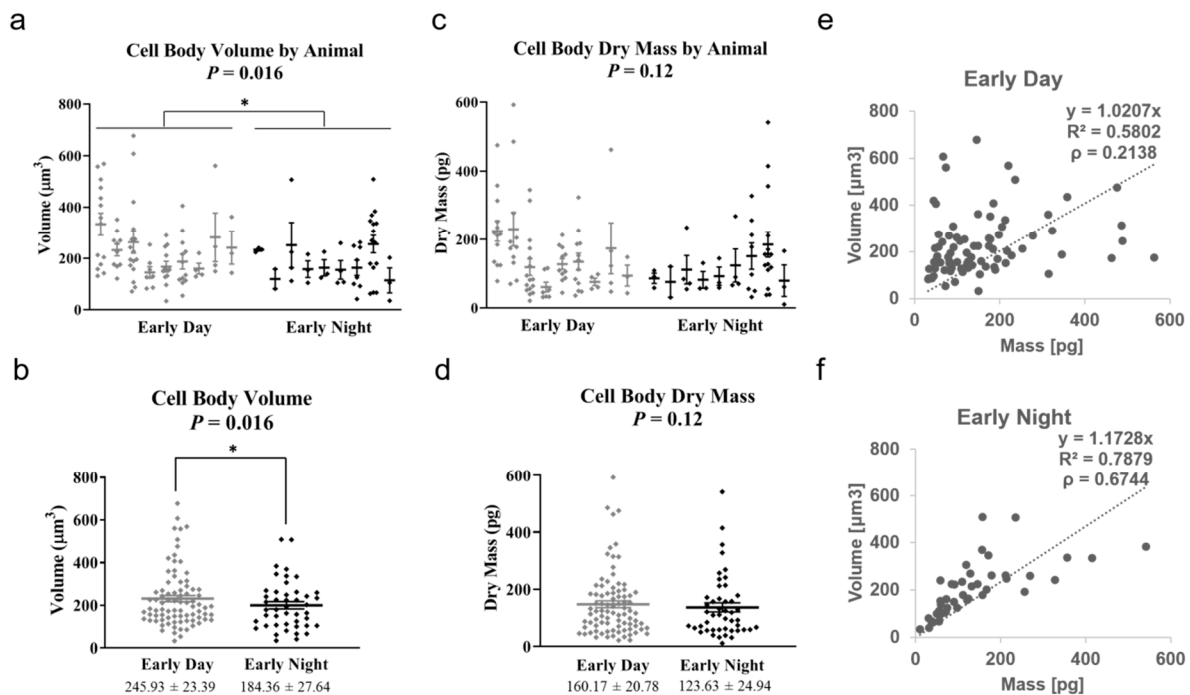 a
Cell Body Volume by Animal
P = 0.016
*
Volume (µm³)
800
600
400
200
0
Early Day
Early Night
c
Cell Body Dry Mass by Animal
P = 0.12
Dry Mass (pg)
600
400
200
0
Early Day
Early Night
e
Early Day
y = 1.0207x
R² = 0.5802
ρ = 0.2138
Volume [µm3]
800
600
400
200
0
0
200
400
600
Mass [pg]
b
Cell Body Volume
P = 0.016
*
Volume (µm³)
800
600
400
200
0
Early Day
Early Night
245.93 ± 23.39
184.36 ± 27.64
d
Cell Body Dry Mass
P = 0.12
Dry Mass (pg)
600
400
200
0
Early Day
Early Night
160.17 ± 20.78
123.63 ± 24.94
f
Early Night
y = 1.1728x
R² = 0.7879
ρ = 0.6744
Volume [µm3]
800
600
400
200
0
0
200
400
600
Mass [pg]